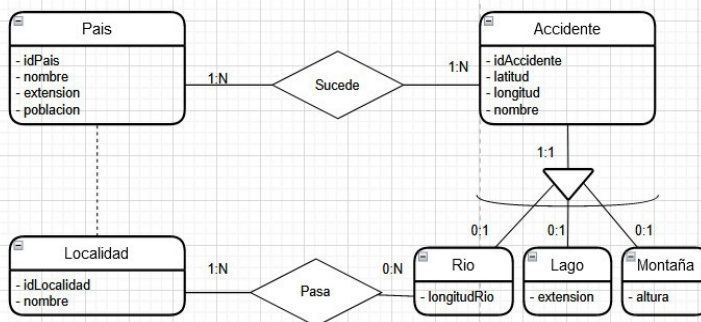 Pais
- idPais
- nombre
- extension
- poblacion
1:N
Sucede
1:N
Accidente
- idAccidente
- latitud
- longitud
- nombre
1:1
0:1
0:1
0:1
Localidad
- idLocalidad
- nombre
1:N
Pasa
0:N
Rio
- longitudRio
Lago
- extension
Montaña
- altura